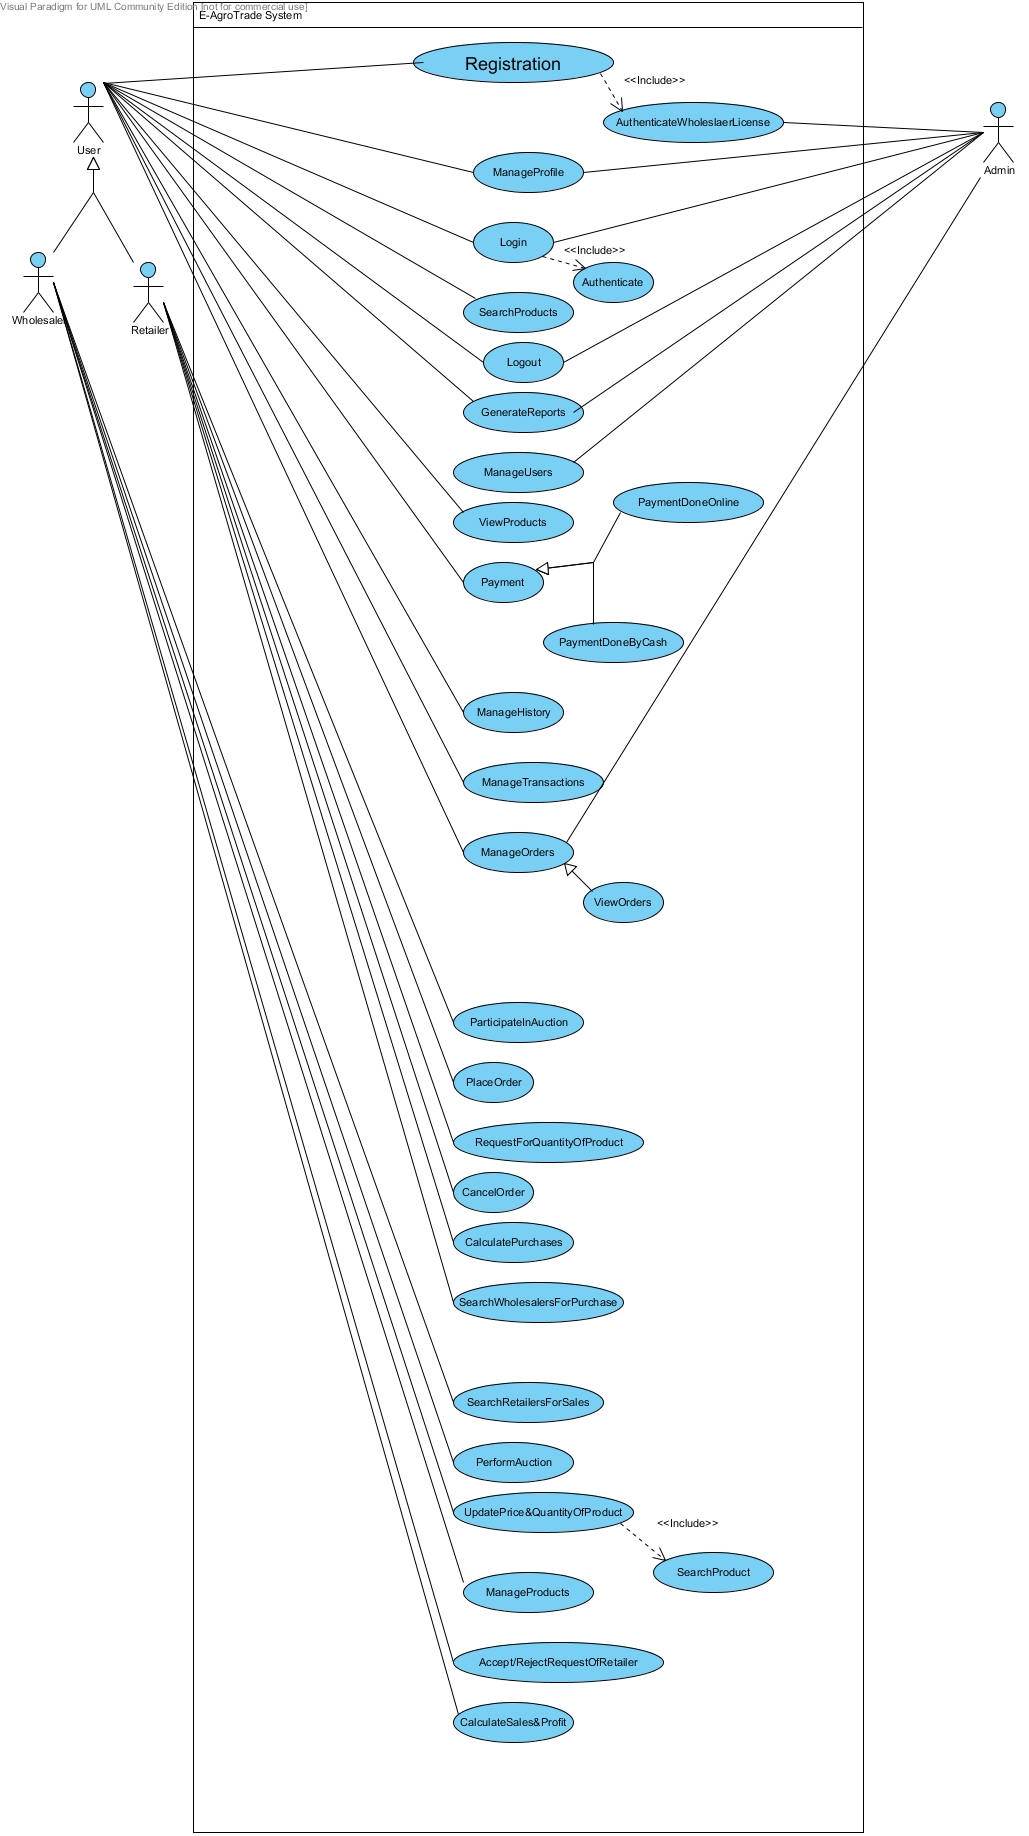 Visual Paradigm for UML Community Edition [not for commercial use]
E-AgroTrade System
Registration
<<Include>>
AuthenticateWholeslaerLicense
User
Admin
ManageProfile
Login
<<Include>>
Authenticate
SearchProducts
Wholesaler
Retailer
Logout
GenerateReports
ManageUsers
PaymentDoneOnline
ViewProducts
Payment
PaymentDoneByCash
ManageHistory
ManageTransactions
ManageOrders
ViewOrders
ParticipateInAuction
PlaceOrder
RequestForQuantityOfProduct
CancelOrder
CalculatePurchases
SearchWholesalersForPurchase
SearchRetailersForSales
PerformAuction
UpdatePrice&QuantityOfProduct
<<Include>>
SearchProduct
ManageProducts
Accept/RejectRequestOfRetailer
CalculateSales&Profit